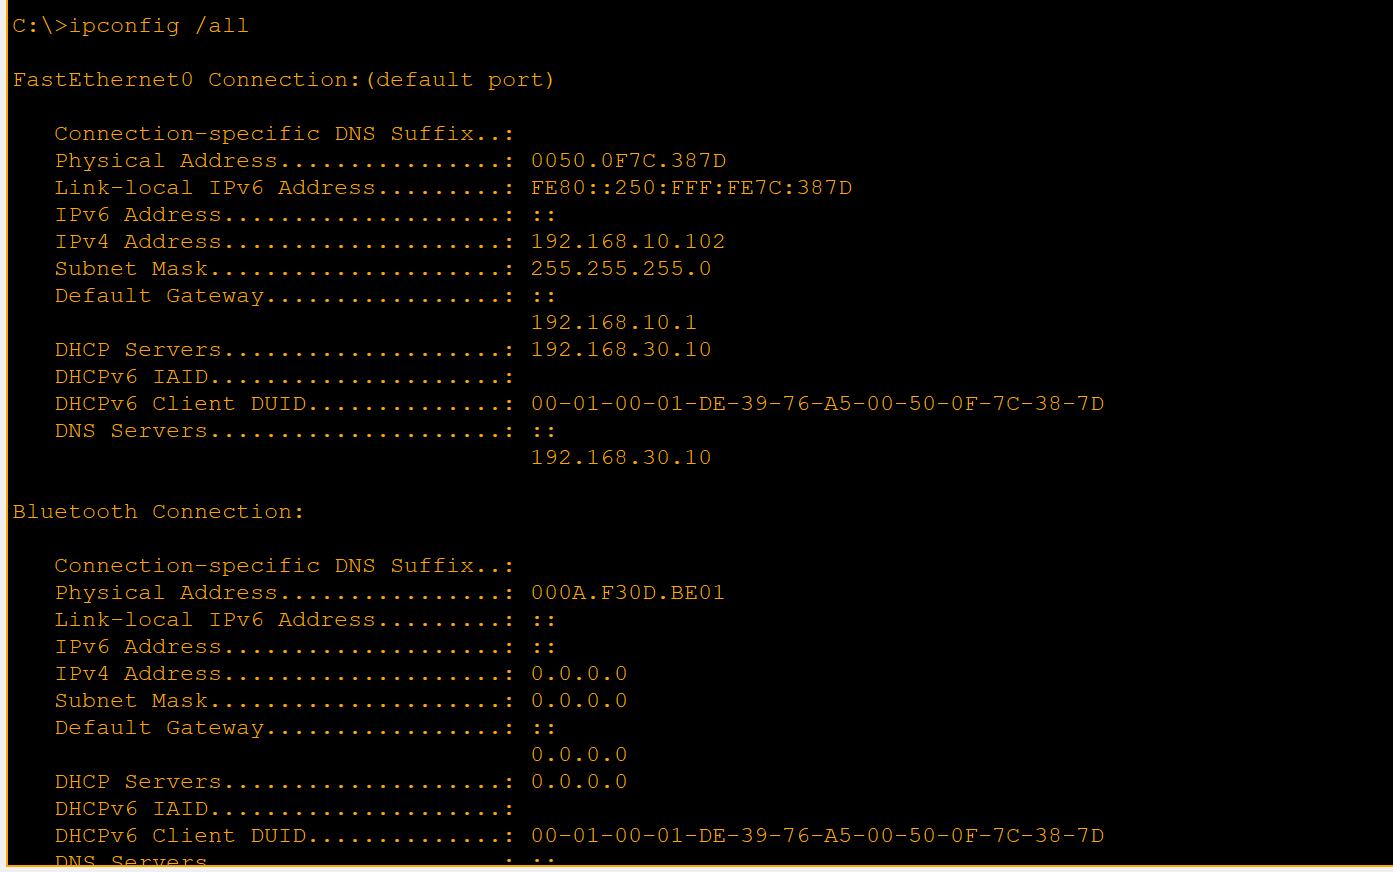 C:\>ipconfig /all
FastEthernet0 Connection:(default port)
Connection-specific DNS Suffix..:
Physical Address................: 0050.0F7C.387D
Link-local IPv6 Address.........: FE80::250:FFF:FE7C:387D
IPv6 Address....................: ::
IPv4 Address....................: 192.168.10.102
Subnet Mask.....................: 255.255.255.0
Default Gateway.................: ::
192.168.10.1
DHCP Servers....................: 192.168.30.10
DHCPv6 IAID.....................:
DHCPv6 Client DUID..............: 00-01-00-01-DE-39-76-A5-00-50-0F-7C-38-7D
DNS Servers.....................: ::
192.168.30.10
Bluetooth Connection:
Connection-specific DNS Suffix..:
Physical Address................: 000A.F30D.BE01
Link-local IPv6 Address.........: ::
IPv6 Address....................: ::
IPv4 Address....................: 0.0.0.0
Subnet Mask.....................: 0.0.0.0
Default Gateway.................: ::
0.0.0.0
DHCP Servers....................: 0.0.0.0
DHCPv6 IAID.....................:
DHCPv6 Client DUID..............: 00-01-00-01-DE-39-76-A5-00-50-0F-7C-38-7D
DNS Servers.....................: ::